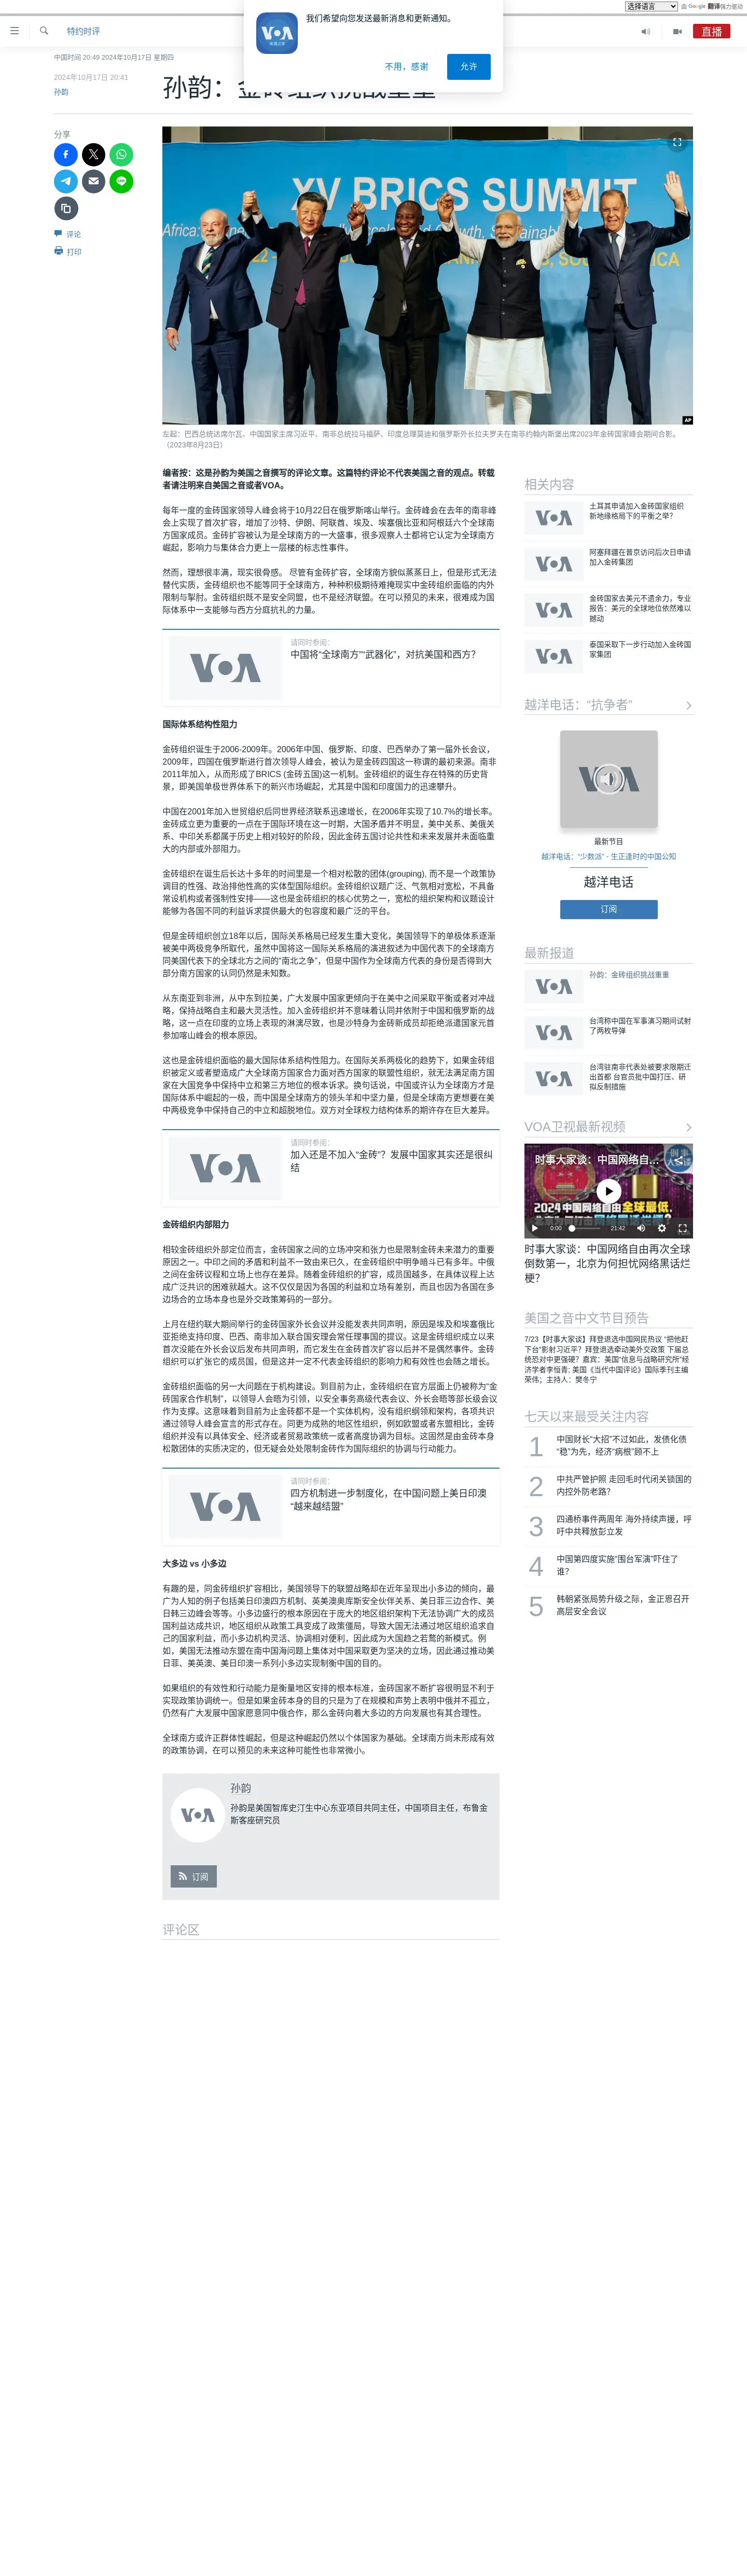 选择语言 由 Google 翻译强力驱动
我们希望向您发送最新消息和更新通知。
不用，感谢
允许
特约时评
直播
中国时间 20:49 2024年10月17日 星期四
2024年10月17日 20:41
孙韵
孙韵：金砖组织挑战重重
分享
评论
打印
XV BRICS SUMMIT
AP
左起：巴西总统达席尔瓦、中国国家主席习近平、南非总统拉马福萨、印度总理莫迪和俄罗斯外长拉夫罗夫在南非约翰内斯堡出席2023年金砖国家峰会期间合影。
（2023年8月23日）
编者按：这是孙韵为美国之音撰写的评论文章。这篇特约评论不代表美国之音的观点。转载
者请注明来自美国之音或者VOA。
每年一度的金砖国家领导人峰会将于10月22日在俄罗斯喀山举行。金砖峰会在去年的南非峰
会上实现了首次扩容，增加了沙特、伊朗、阿联酋、埃及、埃塞俄比亚和阿根廷六个全球南
方国家成员。金砖扩容被认为是全球南方的一大盛事，很多观察人士都将它认定为全球南方
崛起，影响力与集体合力更上一层楼的标志性事件。
然而，理想很丰满，现实很骨感。 尽管有金砖扩容，全球南方貌似蒸蒸日上，但是形式无法
替代实质，金砖组织也不能等同于全球南方，种种积极期待难掩现实中金砖组织面临的内外
限制与掣肘。金砖组织既不是安全同盟，也不是经济联盟。在可以预见的未来，很难成为国
际体系中一支能够与西方分庭抗礼的力量。
VOA
请同时参阅：
中国将“全球南方”“武器化”，对抗美国和西方？
国际体系结构性阻力
金砖组织诞生于2006-2009年。2006年中国、俄罗斯、印度、巴西举办了第一届外长会议，
2009年，四国在俄罗斯进行首次领导人峰会，被认为是金砖四国这一称谓的最初来源。南非
2011年加入，从而形成了BRICS (金砖五国)这一机制。金砖组织的诞生存在特殊的历史背
景，即美国单极世界体系下的新兴市场崛起，尤其是中国和印度国力的迅速攀升。
中国在2001年加入世贸组织后同世界经济联系迅速增长，在2006年实现了10.7%的增长率。
金砖成立更为重要的一点在于国际环境在这一时期，大国矛盾并不明显，美中关系、美俄关
系、中印关系都属于历史上相对较好的阶段，因此金砖五国讨论共性和未来发展并未面临重
大的内部或外部阻力。
金砖组织在诞生后长达十多年的时间里是一个相对松散的团体(grouping), 而不是一个政策协
调目的性强、政治排他性高的实体型国际组织。金砖组织议题广泛、气氛相对宽松，不具备
常设机构或者强制性安排——这也是金砖组织的核心优势之一，宽松的组织架构和议题设计
能够为各国不同的利益诉求提供最大的包容度和最广泛的平台。
但是金砖组织创立18年以后，国际关系格局已经发生重大变化，美国领导下的单极体系逐渐
被美中两极竞争所取代，虽然中国将这一国际关系格局的演进叙述为中国代表下的全球南方
同美国代表下的全球北方之间的“南北之争”，但是中国作为全球南方代表的身份是否得到大
部分南方国家的认同仍然是未知数。
从东南亚到非洲，从中东到拉美，广大发展中国家更倾向于在美中之间采取平衡或者对冲战
略，保持战略自主和最大灵活性。加入金砖组织并不意味着认同并依附于中国和俄罗斯的战
略，这一点在印度的立场上表现的淋漓尽致，也是沙特身为金砖新成员却拒绝派遣国家元首
参加喀山峰会的根本原因。
这也是金砖组织面临的最大国际体系结构性阻力。在国际关系两极化的趋势下，如果金砖组
织被定义或者塑造成广大全球南方国家合力面对西方国家的联盟性组织，就无法满足南方国
家在大国竞争中保持中立和第三方地位的根本诉求。换句话说，中国或许认为全球南方才是
国际体系中崛起的一极，而中国是全球南方的领头羊和中坚力量，但是全球南方更想要在美
中两极竞争中保持自己的中立和超脱地位。双方对全球权力结构体系的期许存在巨大差异。
VOA
请同时参阅：
加入还是不加入“金砖”？发展中国家其实还是很纠
结
金砖组织内部阻力
相较金砖组织外部定位而言，金砖国家之间的立场冲突和张力也是限制金砖未来潜力的重要
原因之一。中印之间的矛盾和利益不一致由来已久，在金砖组织中明争暗斗已有多年。中俄
之间在金砖议程和立场上也存在差异。随着金砖组织的扩容，成员国越多，在具体议程上达
成广泛共识的困难就越大。这不仅仅是因为各国的利益和立场有差别，而且也因为各国在多
边场合的立场本身也是外交政策筹码的一部分。
上月在纽约联大期间举行的金砖国家外长会议并没能发表共同声明，原因是埃及和埃塞俄比
亚拒绝支持印度、巴西、南非加入联合国安理会常任理事国的提议。这是金砖组织成立以来
首次没能在外长会议后发布共同声明，而它发生在金砖首次扩容以后并不是偶然事件。金砖
组织可以扩张它的成员国，但是这并一定不代表金砖组织的影响力和有效性也会随之增长。
金砖组织面临的另一大问题在于机构建设。到目前为止，金砖组织在官方层面上仍被称为“金
砖国家合作机制”，以领导人会晤为引领，以安全事务高级代表会议、外长会晤等部长级会议
作为支撑。这意味着到目前为止金砖都不是一个实体机构，没有组织纲领和架构，各项共识
通过领导人峰会宣言的形式存在。同更为成熟的地区性组织，例如欧盟或者东盟相比，金砖
组织并没有以具体安全、经济或者贸易政策统一或者高度协调为目标。这固然是由金砖本身
松散团体的实质决定的，但无疑会处处限制金砖作为国际组织的协调与行动能力。
VOA
请同时参阅：
四方机制进一步制度化，在中国问题上美日印澳
“越来越结盟”
大多边 vs 小多边
有趣的是，同金砖组织扩容相比，美国领导下的联盟战略却在近年呈现出小多边的倾向，最
广为人知的例子包括美日印澳四方机制、英美澳奥库斯安全伙伴关系、美日菲三边合作、美
日韩三边峰会等等。小多边盛行的根本原因在于庞大的地区组织架构下无法协调广大的成员
国利益达成共识，地区组织从政策工具变成了政策僵局，导致大国无法通过地区组织追求自
己的国家利益，而小多边机构灵活、协调相对便利，因此成为大国趋之若鹜的新模式。例
如，美国无法推动东盟在南中国海问题上集体对中国采取更为坚决的立场，因此通过推动美
日菲、美英澳、美日印澳一系列小多边实现制衡中国的目的。
如果组织的有效性和行动能力是衡量地区安排的根本标准，金砖国家不断扩容很明显不利于
实现政策协调统一。但是如果金砖本身的目的只是为了在规模和声势上表明中俄并不孤立，
仍然有广大发展中国家愿意同中俄合作，那么金砖向着大多边的方向发展也有其合理性。
全球南方或许正群体性崛起，但是这种崛起仍然以个体国家为基础。全球南方尚未形成有效
的政策协调，在可以预见的未来这种可能性也非常微小。
VOA
孙韵
孙韵是美国智库史汀生中心东亚项目共同主任，中国项目主任，布鲁金
斯客座研究员
订阅
评论区
相关内容
土耳其申请加入金砖国家组织
新地缘格局下的平衡之举？
阿塞拜疆在普京访问后次日申请
加入金砖集团
金砖国家去美元不遗余力，专业
报告：美元的全球地位依然难以
撼动
泰国采取下一步行动加入金砖国
家集团
越洋电话：“抗争者”
最新节目
越洋电话：“少数派” - 生正逢时的中国公知
越洋电话
订阅
最新报道
孙韵：金砖组织挑战重重
台湾称中国在军事演习期间试射
了两枚导弹
台湾驻南非代表处被要求限期迁
出首都 台官员批中国打压、研
拟反制措施
VOA卫视最新视频
时事大家谈：中国网络自...
2024中国网络自由全球最低，
0:00
21:42
时事大家谈：中国网络自由再次全球
倒数第一，北京为何担忧网络黑话烂
梗？
美国之音中文节目预告
7/23【时事大家谈】拜登退选中国网民热议 “把他赶
下台”影射习近平？拜登退选牵动美外交政策 下届总
统恐对中更强硬？嘉宾：美国“信息与战略研究所”经
济学者李恒青; 美国《当代中国评论》国际季刊主编
荣伟；主持人：樊冬宁
七天以来最受关注内容
1 中国财长“大招”不过如此，发债化债
“稳”为先，经济“病根”顾不上
2 中共严管护照 走回毛时代闭关锁国的
内控外防老路？
3 四通桥事件两周年 海外持续声援，呼
吁中共释放彭立发
4 中国第四度实施“围台军演”吓住了
谁？
5 韩朝紧张局势升级之际，金正恩召开
高层安全会议